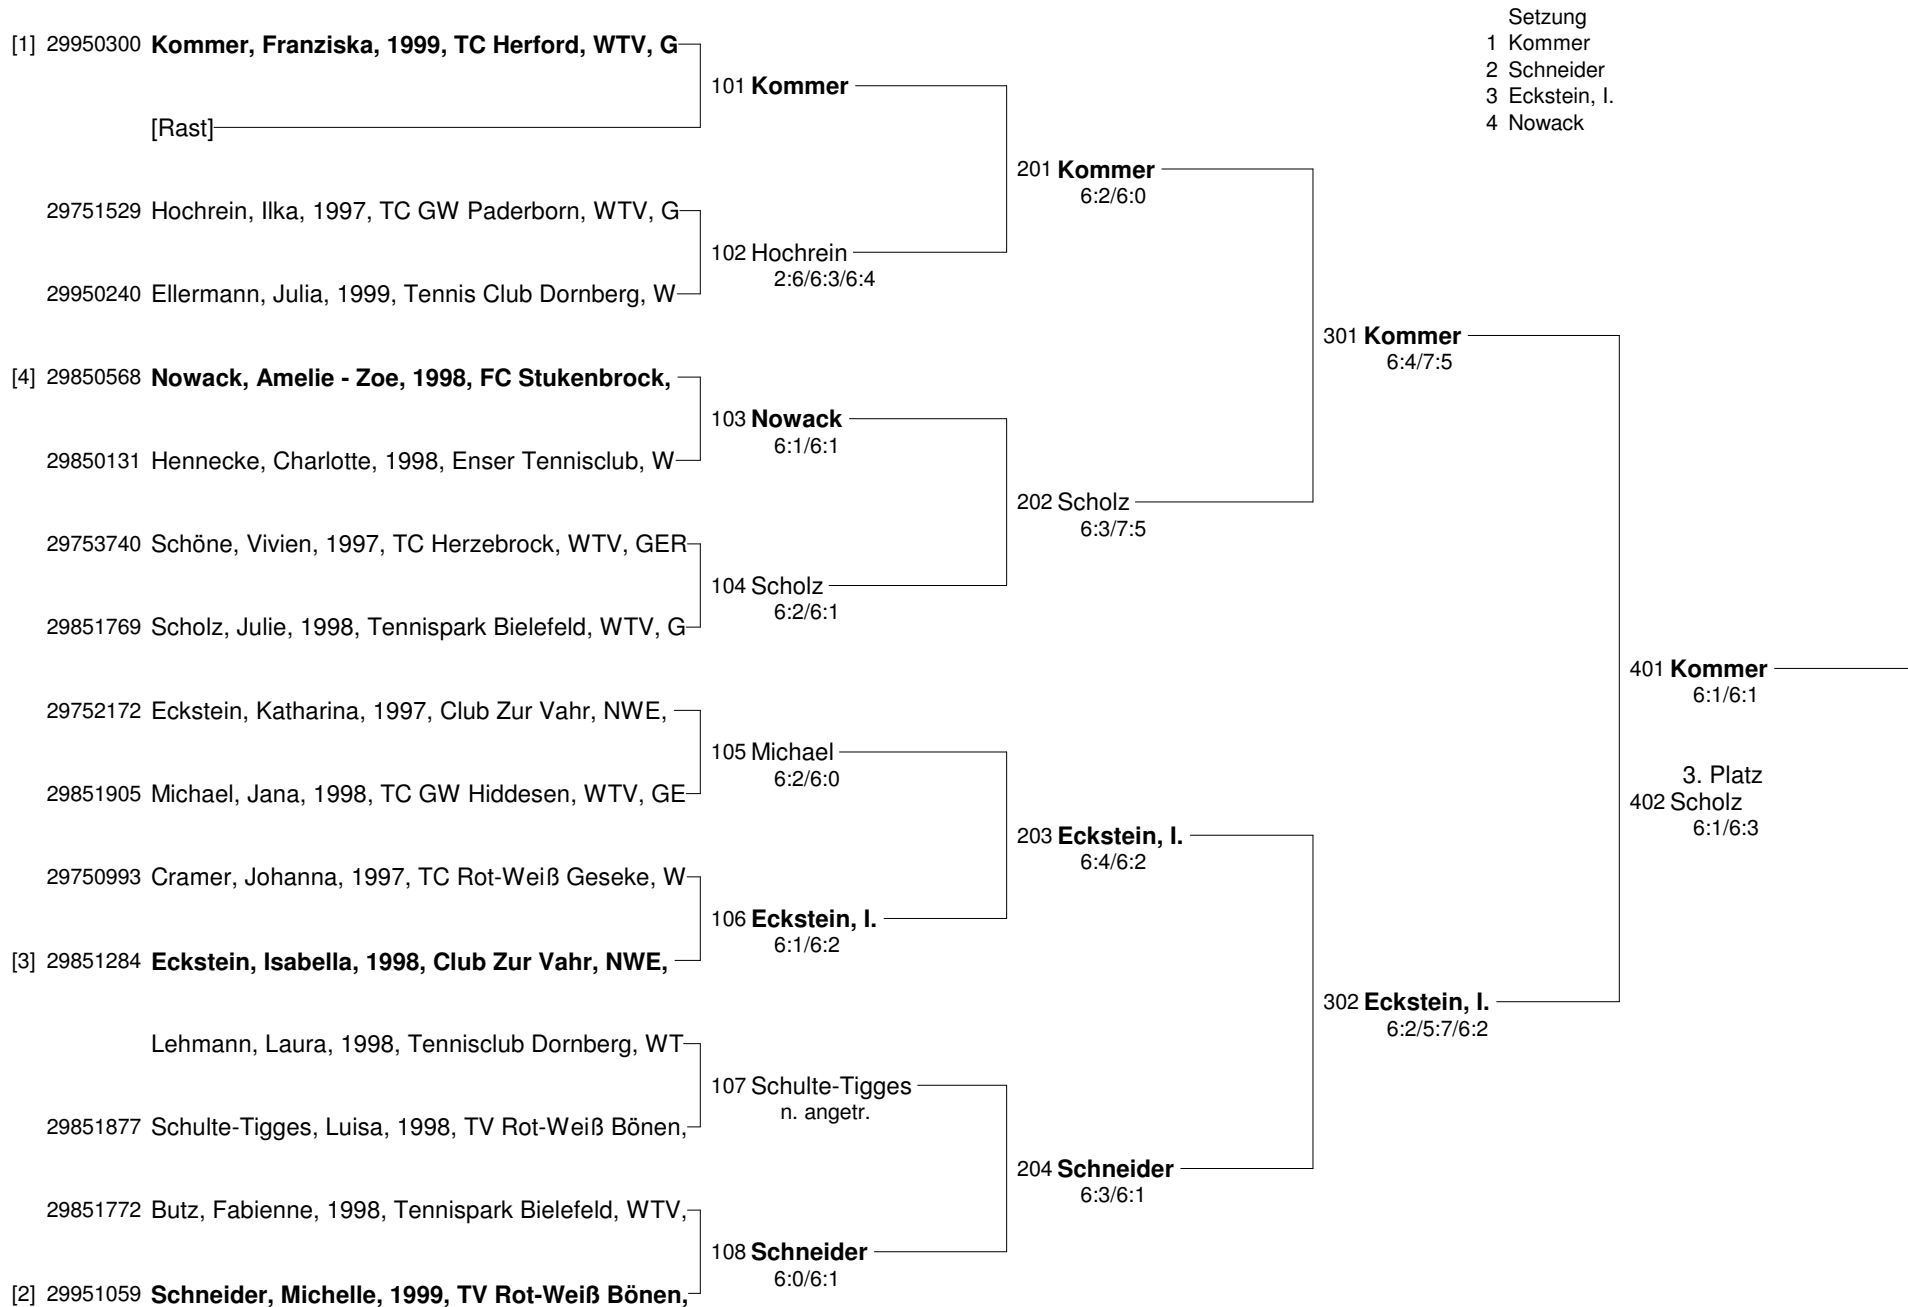 Setzung
1 Kommer
2 Schneider
3 Eckstein, I.
4 Nowack
[1] 29950300 Kommer, Franziska, 1999, TC Herford, WTV, G
101 Kommer
[Rast]
201 Kommer
6:2/6:0
29751529 Hochrein, Ilka, 1997, TC GW Paderborn, WTV, G
102 Hochrein
2:6/6:3/6:4
29950240 Ellermann, Julia, 1999, Tennis Club Dornberg, W
301 Kommer
6:4/7:5
[4] 29850568 Nowack, Amelie - Zoe, 1998, FC Stukenbrock,
103 Nowack
6:1/6:1
29850131 Hennecke, Charlotte, 1998, Enser Tennisclub, W
202 Scholz
6:3/7:5
29753740 Schöne, Vivien, 1997, TC Herzebrock, WTV, GER
104 Scholz
6:2/6:1
29851769 Scholz, Julie, 1998, Tennispark Bielefeld, WTV, G
401 Kommer
6:1/6:1
29752172 Eckstein, Katharina, 1997, Club Zur Vahr, NWE,
105 Michael
6:2/6:0
3. Platz
402 Scholz
6:1/6:3
29851905 Michael, Jana, 1998, TC GW Hiddesen, WTV, GE
203 Eckstein, I.
6:4/6:2
29750993 Cramer, Johanna, 1997, TC Rot-Weiß Geseke, W
106 Eckstein, I.
6:1/6:2
[3] 29851284 Eckstein, Isabella, 1998, Club Zur Vahr, NWE,
302 Eckstein, I.
6:2/5:7/6:2
Lehmann, Laura, 1998, Tennisclub Dornberg, WT
107 Schulte-Tigges
n. angetr.
29851877 Schulte-Tigges, Luisa, 1998, TV Rot-Weiß Bönen,
204 Schneider
6:3/6:1
29851772 Butz, Fabienne, 1998, Tennispark Bielefeld, WTV,
108 Schneider
6:0/6:1
[2] 29951059 Schneider, Michelle, 1999, TV Rot-Weiß Bönen,